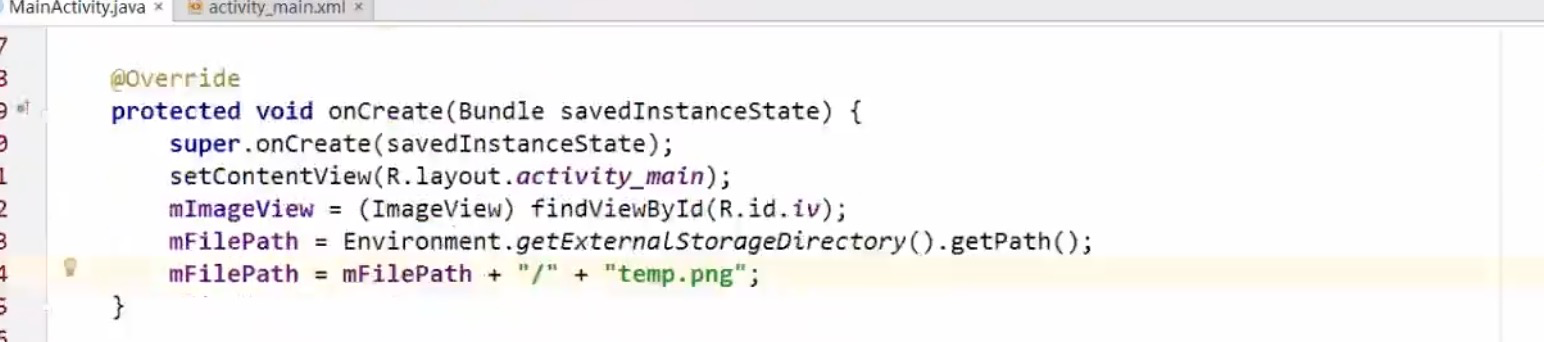 MainActivity.java × activity_main.xml ×
7
8
@Override
9 protected void onCreate(Bundle savedInstanceState) {
0 super.onCreate(savedInstanceState);
1 setContentView(R.layout.activity_main);
2 mImageView = (ImageView) findViewById(R.id.iv);
3 mFilePath = Environment.getExternalStorageDirectory().getPath();
4 mFilePath = mFilePath + "/" + "temp.png";
5 }
6